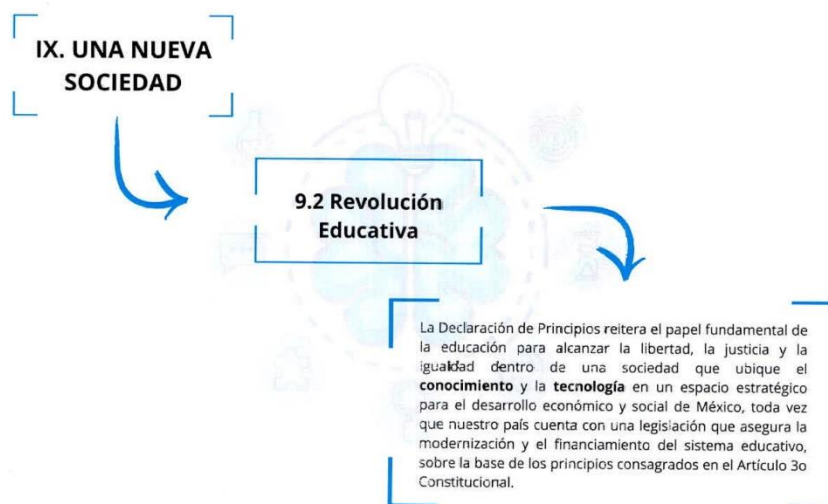 IX. UNA NUEVA
SOCIEDAD
9.2 Revolución
Educativa
La Declaración de Principios reitera el papel fundamental de
la educación para alcanzar la libertad, la justicia y la
igualdad dentro de una sociedad que ubique el
conocimiento y la tecnología en un espacio estratégico
para el desarrollo económico y social de México, toda vez
que nuestro país cuenta con una legislación que asegura la
modernización y el financiamiento del sistema educativo,
sobre la base de los principios consagrados en el Artículo 3o
Constitucional.